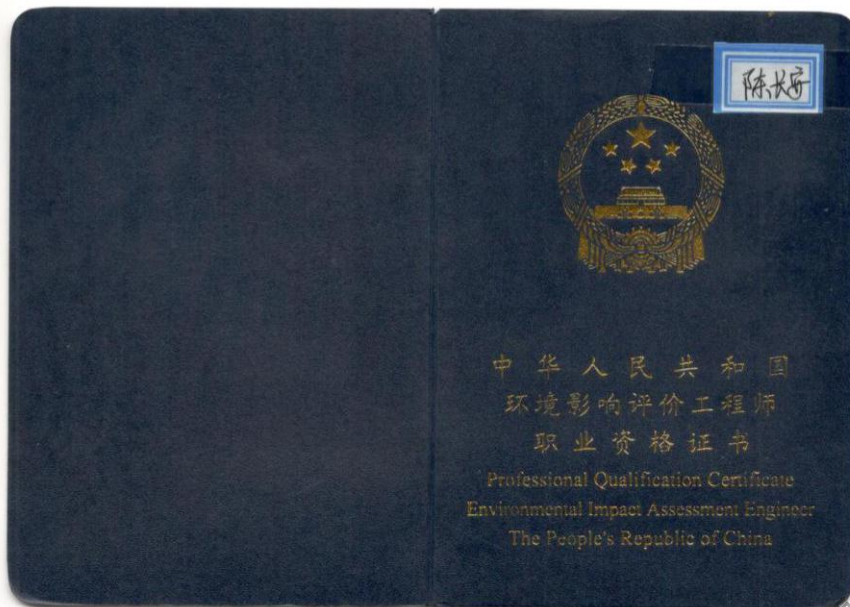 陈长安
中华人民共和国
环境影响评价工程师
职业资格证书
Professional Qualification Certificate
Environmental Impact Assessment Engineer
The People's Republic of China